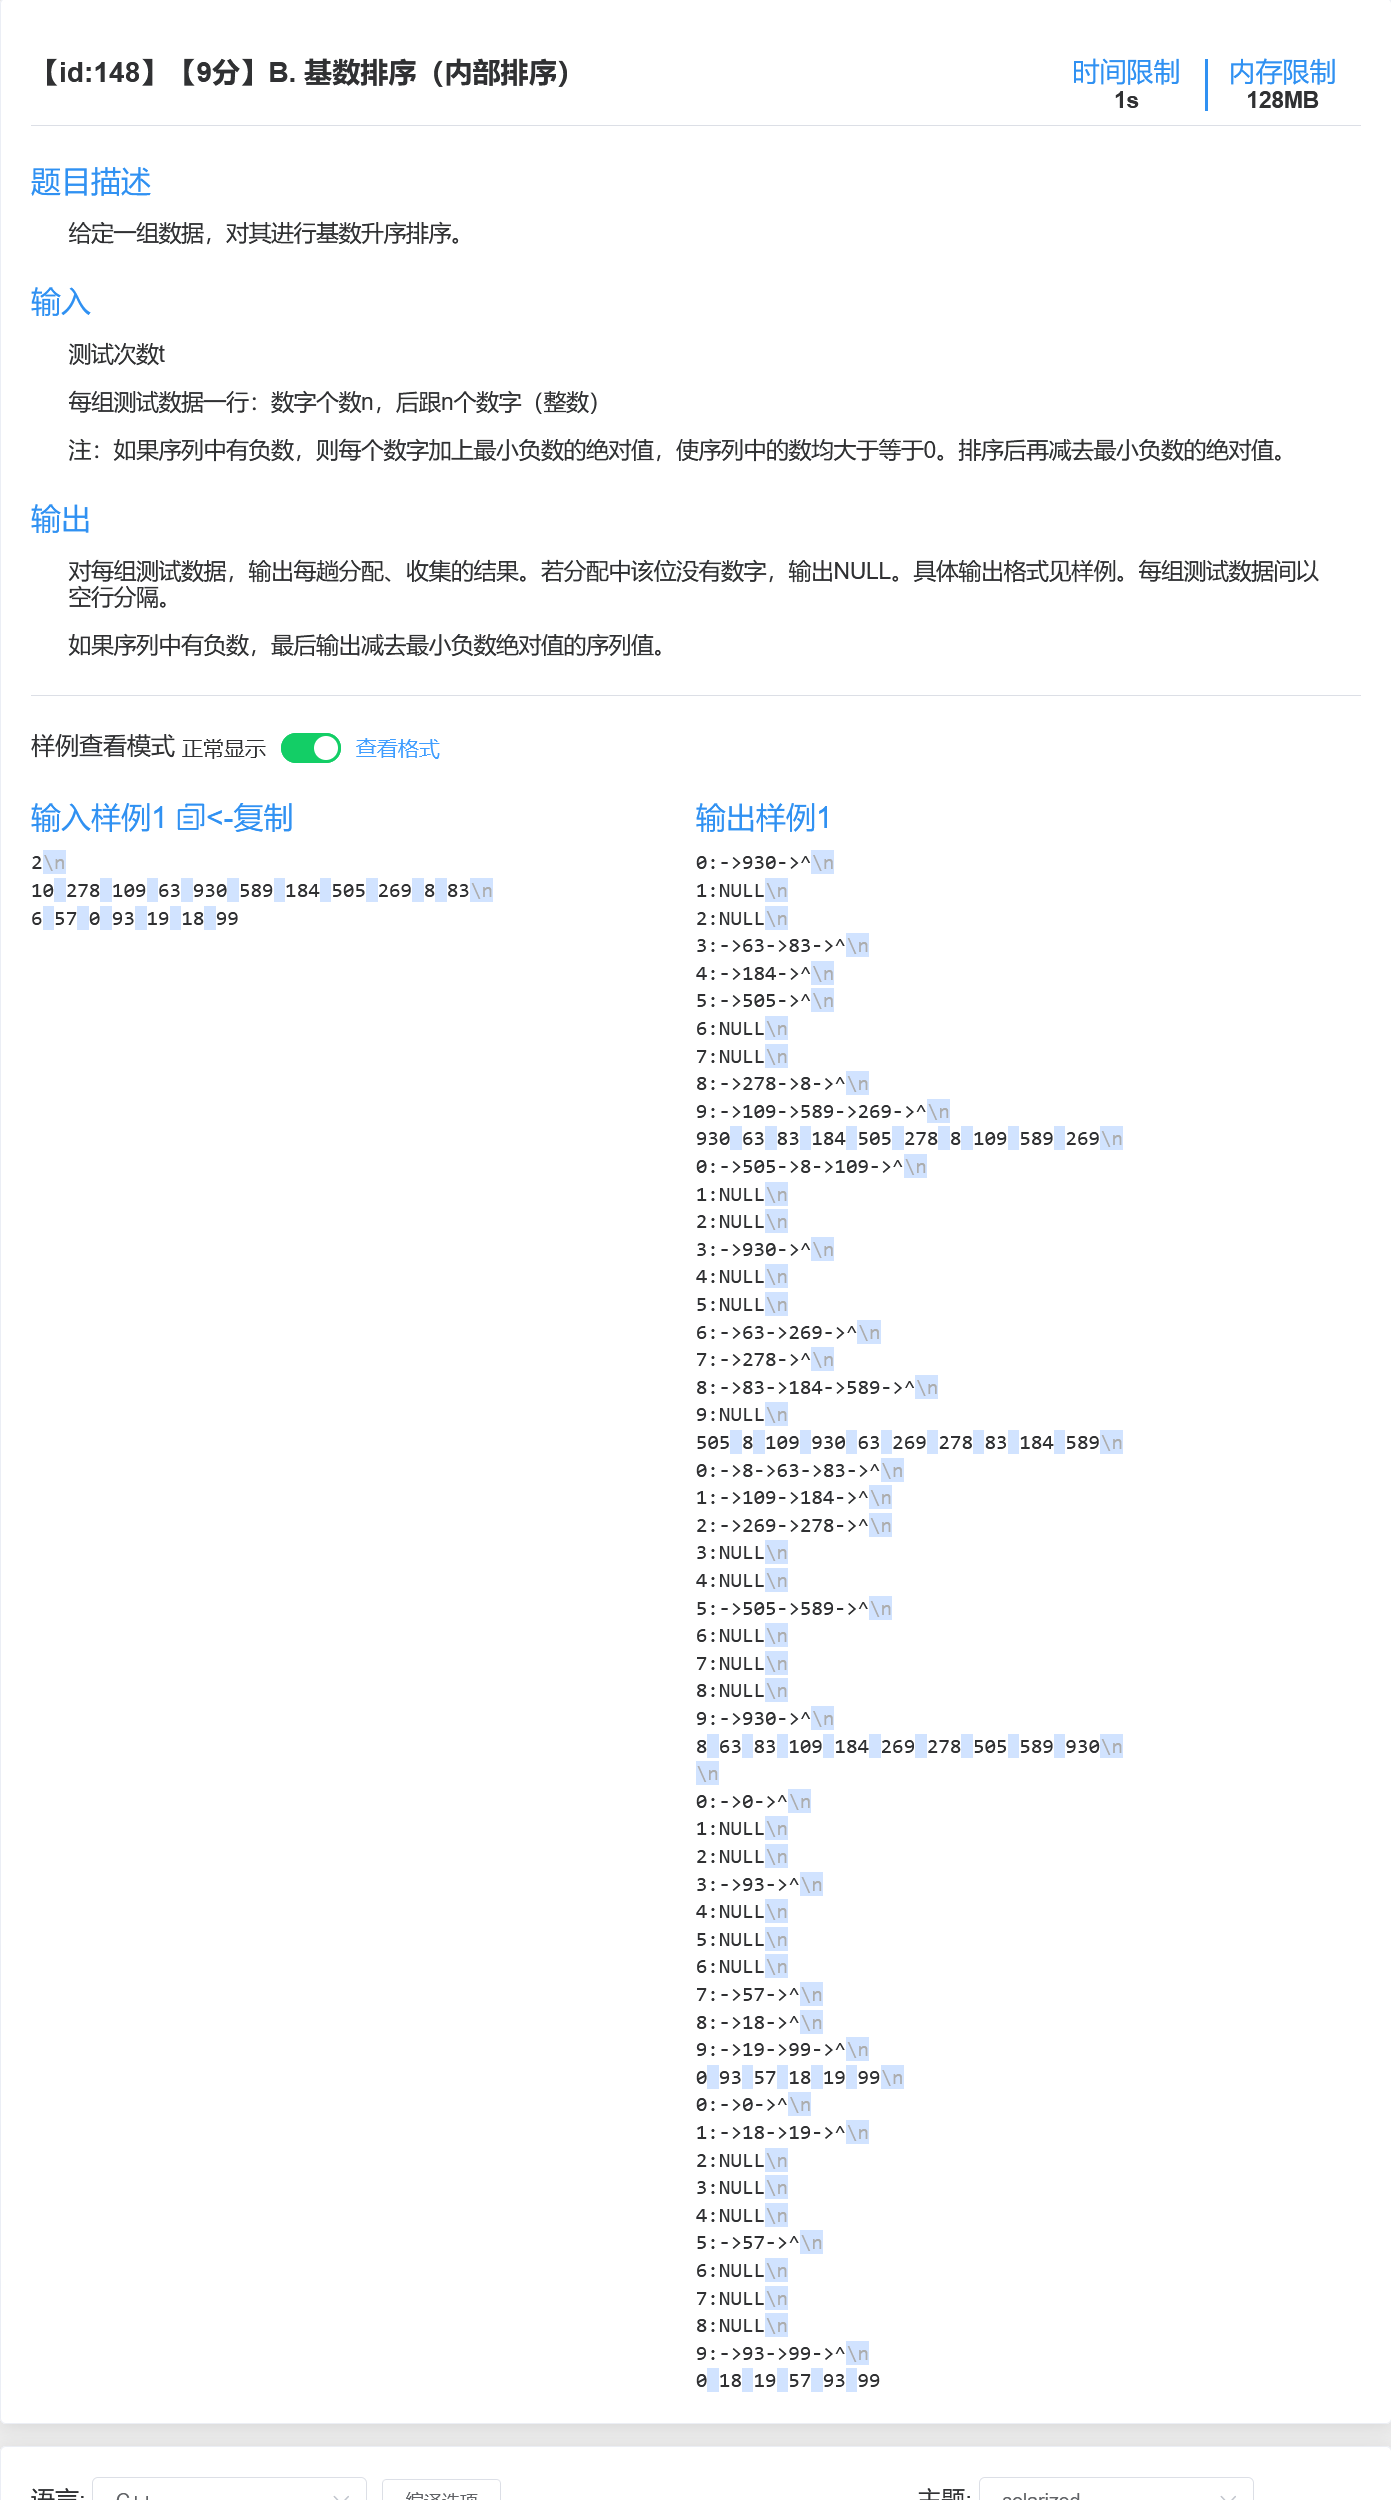 【id:148】【9分】B. 基数排序（内部排序）
时间限制
1s
内存限制
128MB
题目描述
给定一组数据，对其进行基数升序排序。
输入
测试次数t
每组测试数据一行：数字个数n，后跟n个数字（整数）
注：如果序列中有负数，则每个数字加上最小负数的绝对值，使序列中的数均大于等于0。排序后再减去最小负数的绝对值。
输出
对每组测试数据，输出每趟分配、收集的结果。若分配中该位没有数字，输出NULL。具体输出格式见样例。每组测试数据间以
空行分隔。
如果序列中有负数，最后输出减去最小负数绝对值的序列值。
样例查看模式 正常显示 查看格式
输入样例1 <-复制
2\n
10 278 109 63 930 589 184 505 269 8 83\n
6 57 0 93 19 18 99
输出样例1
0:->930->^\n
1:NULL\n
2:NULL\n
3:->63->83->^\n
4:->184->^\n
5:->505->^\n
6:NULL\n
7:NULL\n
8:->278->8->^\n
9:->109->589->269->^\n
930 63 83 184 505 278 8 109 589 269\n
0:->505->8->109->^\n
1:NULL\n
2:NULL\n
3:->930->^\n
4:NULL\n
5:NULL\n
6:->63->269->^\n
7:->278->^\n
8:->83->184->589->^\n
9:NULL\n
505 8 109 930 63 269 278 83 184 589\n
0:->8->63->83->^\n
1:->109->184->^\n
2:->269->278->^\n
3:NULL\n
4:NULL\n
5:->505->589->^\n
6:NULL\n
7:NULL\n
8:NULL\n
9:->930->^\n
8 63 83 109 184 269 278 505 589 930\n
\n
0:->0->^\n
1:NULL\n
2:NULL\n
3:->93->^\n
4:NULL\n
5:NULL\n
6:NULL\n
7:->57->^\n
8:->18->^\n
9:->19->99->^\n
0 93 57 18 19 99\n
0:->0->^\n
1:->18->19->^\n
2:NULL\n
3:NULL\n
4:NULL\n
5:->57->^\n
6:NULL\n
7:NULL\n
8:NULL\n
9:->93->99->^\n
0 18 19 57 93 99
语言: C++ 编译选项
主题: solarized